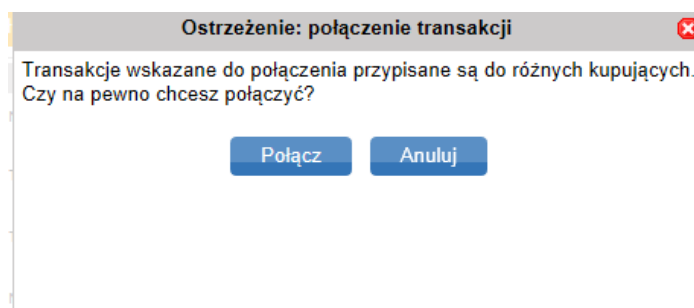 Ostrzeżenie: połączenie transakcji
Transakcje wskazane do połączenia przypisane są do różnych kupujących.
Czy na pewno chcesz połączyć?
Połącz
Anuluj